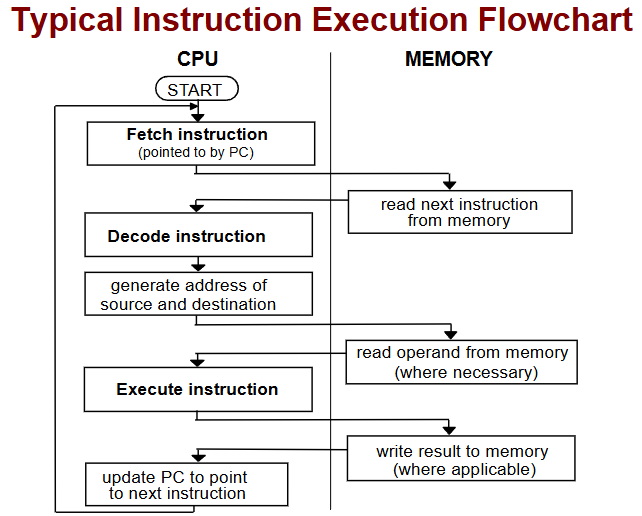 Typical Instruction Execution Flowchart
CPU
MEMORY
START
Fetch instruction
(pointed to by PC)
read next instruction
from memory
Decode instruction
generate address of
source and destination
read operand from memory
(where necessary)
Execute instruction
write result to memory
(where applicable)
update PC to point
to next instruction